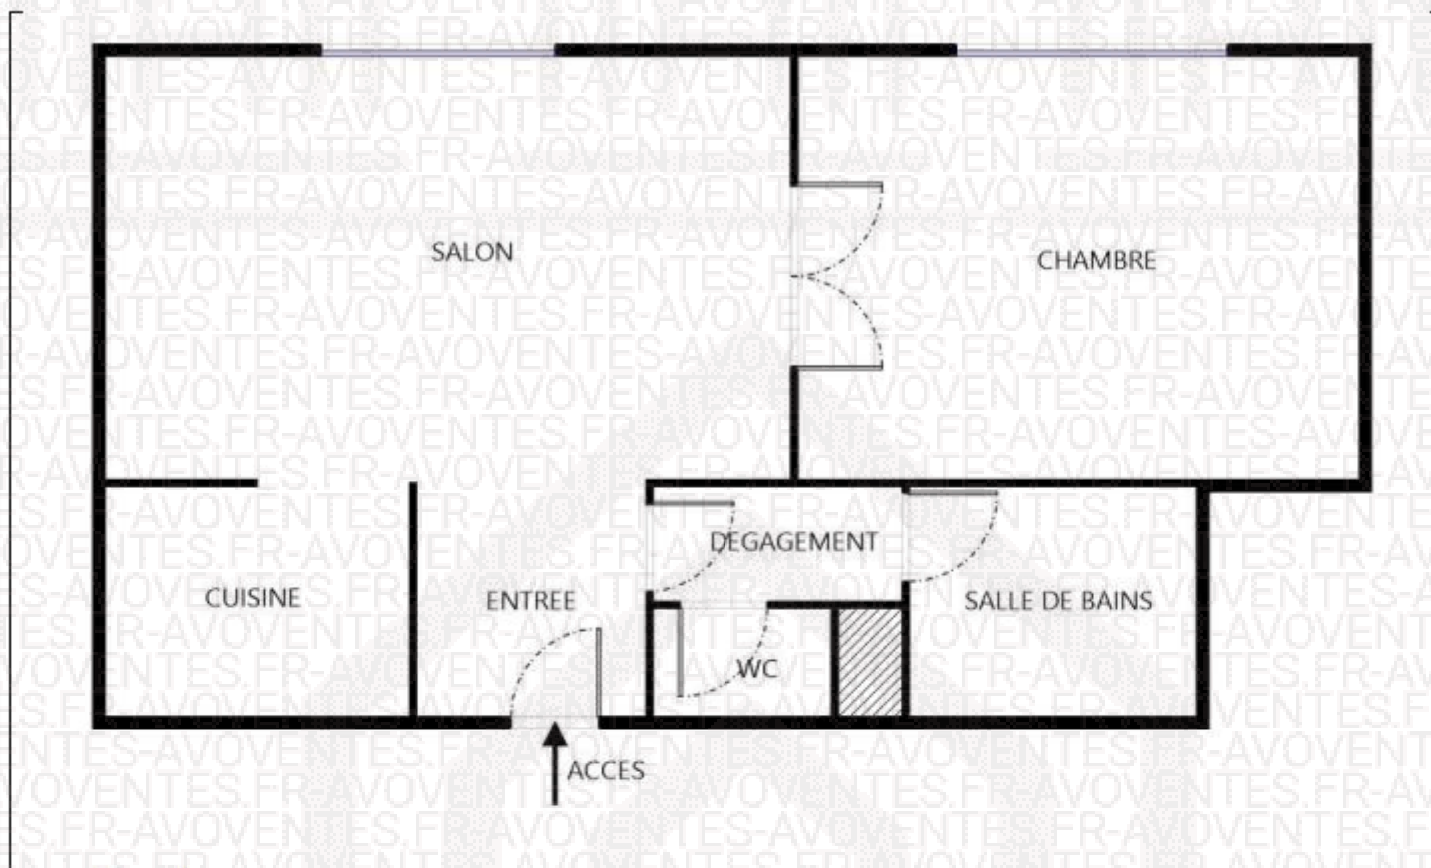 SALON
CHAMBRE
DEGAGEMENT
CUISINE
ENTREE
SALLE DE BAINS
WC
ACCES